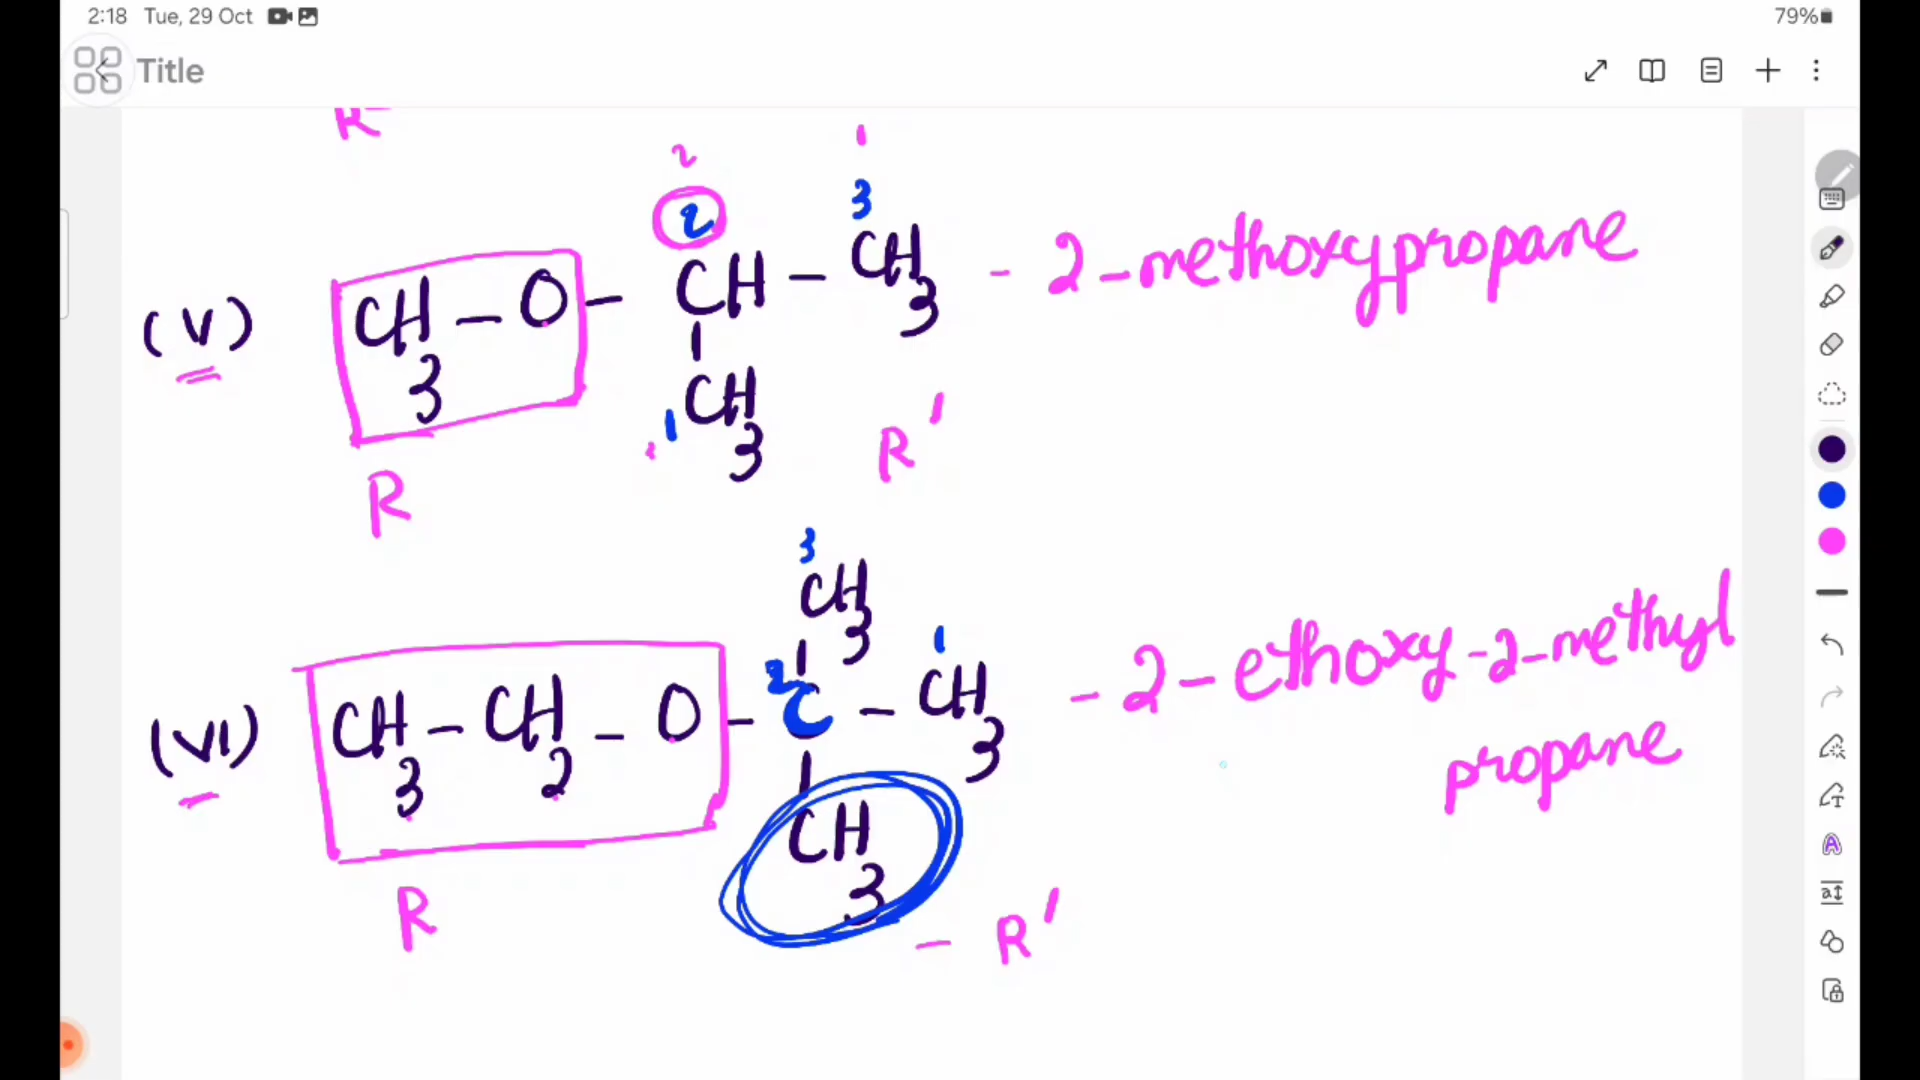 2:18 Tue, 29 Oct 79%
Title
R
2 1
2 3
(V) CH3 - O - CH - CH3 - 2-methoxypropane
CH3
1 1
R R'
3
CH3 1
2
(VI) CH3 - CH2 - O - C - CH3 - 2-ethoxy-2-methyl
propane
CH3
R - R'